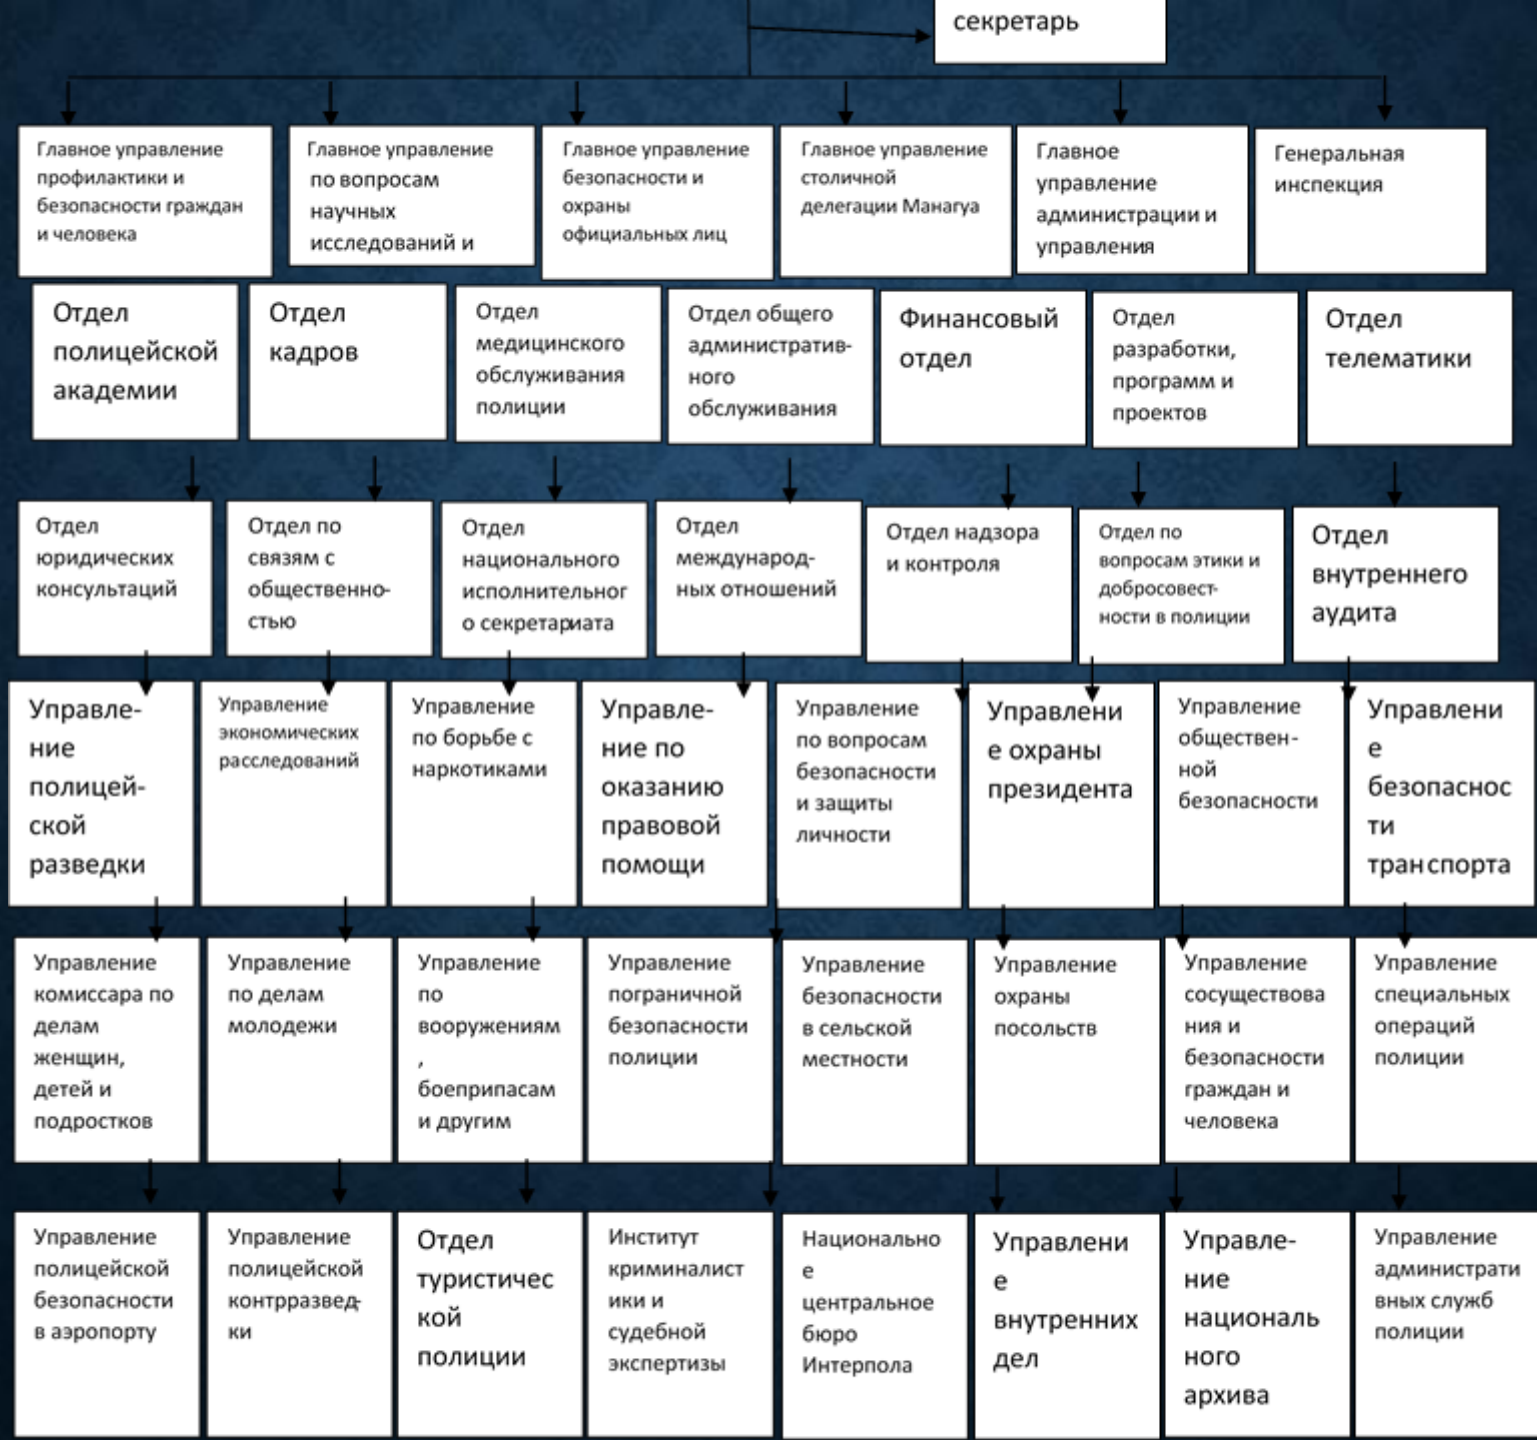 секретарь
Главное управление
профилактики и
безопасности граждан
и человека
Главное управление
по вопросам
научных
исследований и
Главное управление
безопасности и
охраны
официальных лиц
Главное управление
столичной
делегации Манагуа
Главное
управление
администрации и
управления
Генеральная
инспекция
Отдел
полицейской
академии
Отдел
кадров
Отдел
медицинского
обслуживания
полиции
Отдел общего
административ-
ного
обслуживания
Финансовый
отдел
Отдел
разработки,
программ и
проектов
Отдел
телематики
Отдел
юридических
консультаций
Отдел по
связям с
общественно-
стью
Отдел
национального
исполнительног
о секретариата
Отдел
международ-
ных отношений
Отдел надзора
и контроля
Отдел по
вопросам этики и
добросовест-
ности в полиции
Отдел
внутреннего
аудита
Управле-
ние
полицей-
ской
разведки
Управление
экономических
расследований
Управление
по борьбе с
наркотиками
Управле-
ние по
оказанию
правовой
помощи
Управление
по вопросам
безопасности
и защиты
личности
Управлени
е охраны
президента
Управление
обществен-
ной
безопасности
Управлени
е
безопаснос
ти
транспорта
Управление
комиссара по
делам
женщин,
детей и
подростков
Управление
по делам
молодежи
Управление
по
вооружениям
,
боеприпасам
и другим
Управление
пограничной
безопасности
полиции
Управление
безопасности
в сельской
местности
Управление
охраны
посольств
Управление
сосуществова
ния и
безопасности
граждан и
человека
Управление
специальных
операций
полиции
Управление
полицейской
безопасности
в аэропорту
Управление
полицейской
контрразвед-
ки
Отдел
туристичес
кой
полиции
Институт
криминалист
ики и
судебной
экспертизы
Национально
е
центральное
бюро
Интерпола
Управлени
е
внутренних
дел
Управле-
ние
националь
ного
архива
Управление
администрати
вных служб
полиции